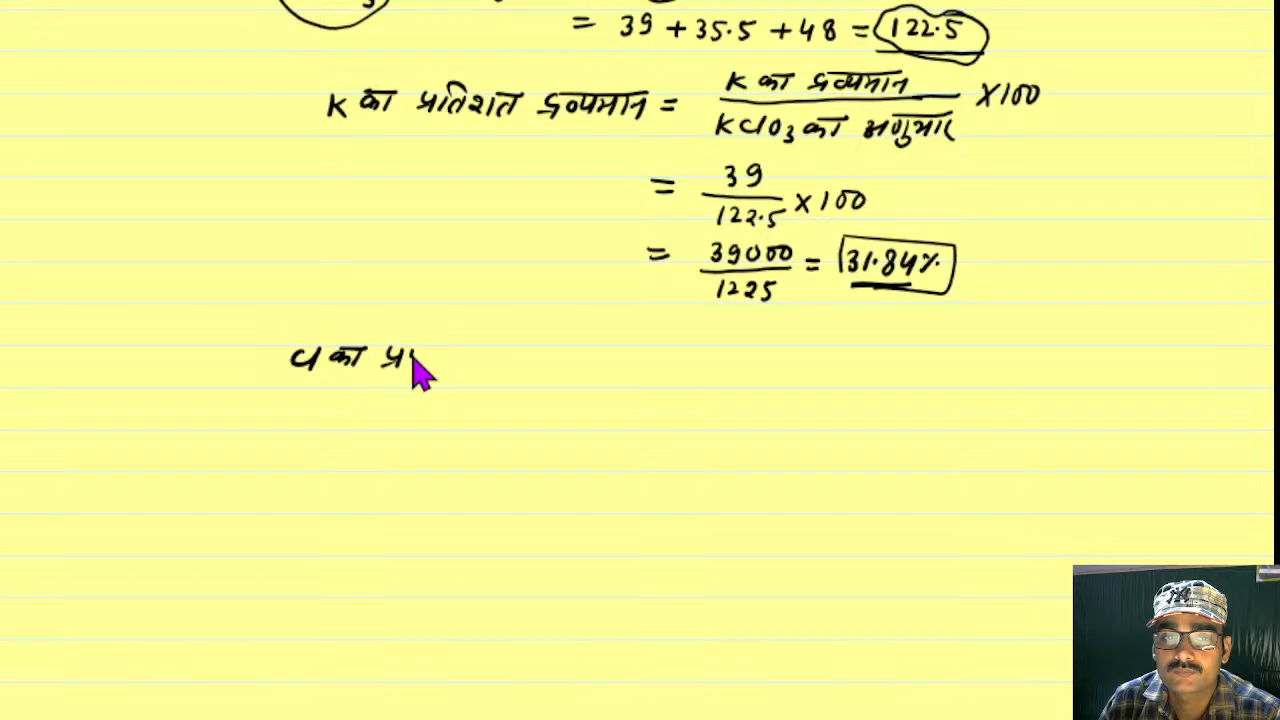 3
= 39 + 35.5 + 48 = 122.5
K का प्रतिशत द्रव्यमान = K का द्रव्यमान / KClO₃ का अणुभार × 100
= 39 / 122.5 × 100
= 39000 / 1225 = 31.84%
Cl का प्र